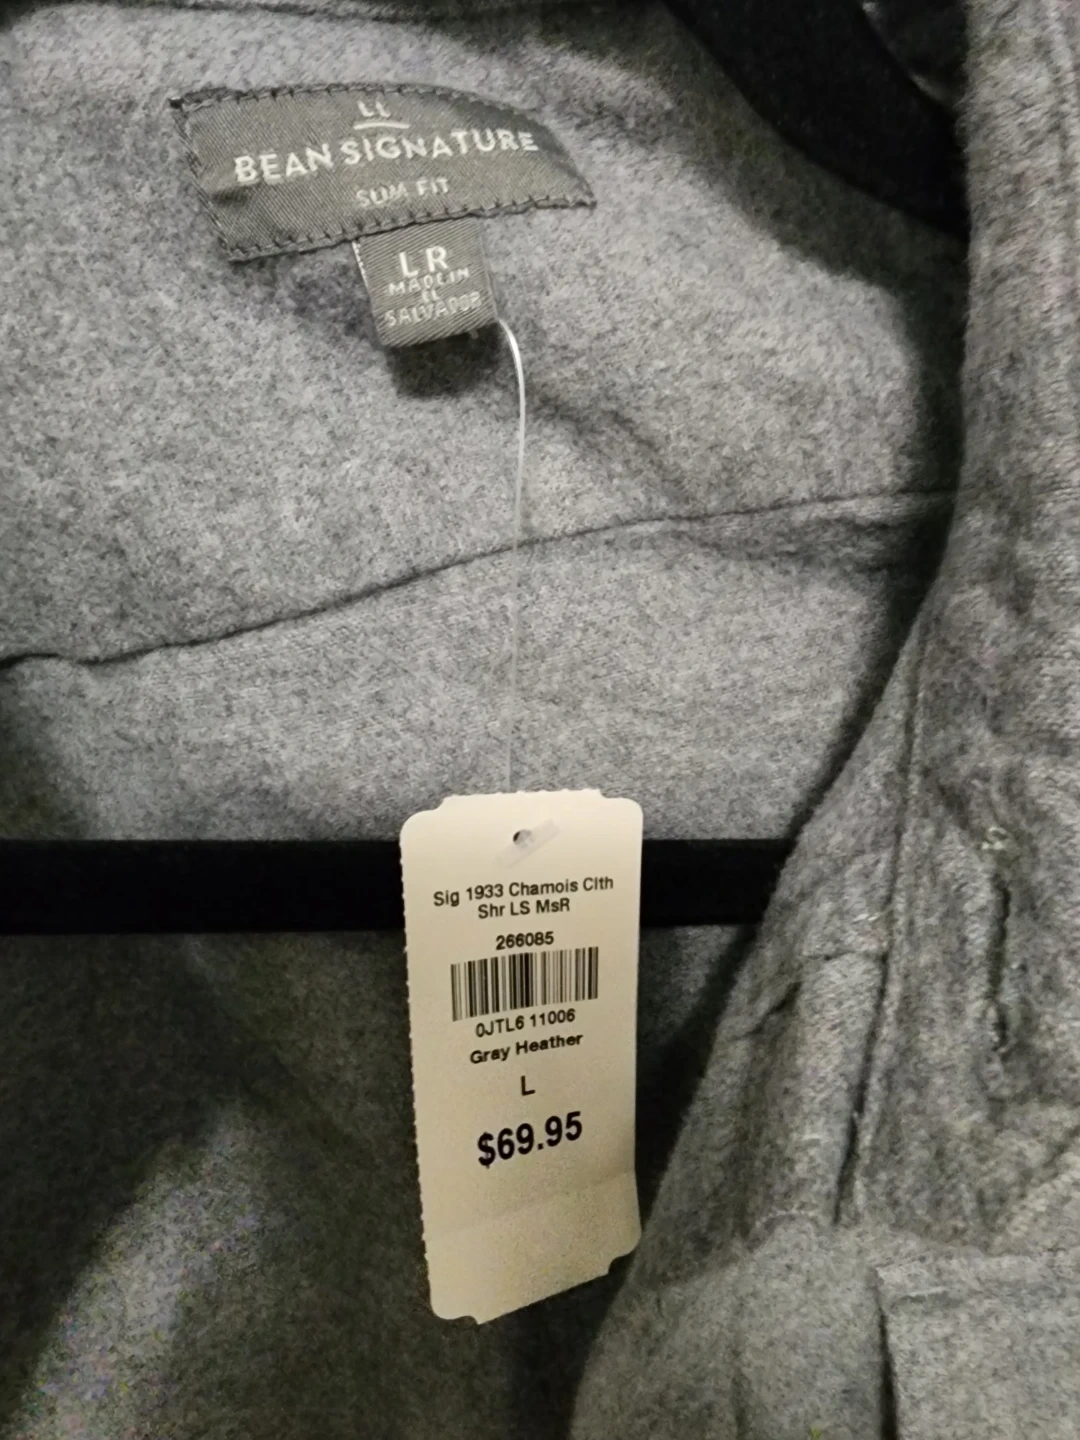 LL
BEAN SIGNATURE
SLIM FIT
L R
MADE IN
EL
SALVADOR
Sig 1933 Chamois Clth
Shr LS MsR
266085
0JTL6 11006
Gray Heather
L
$69.95